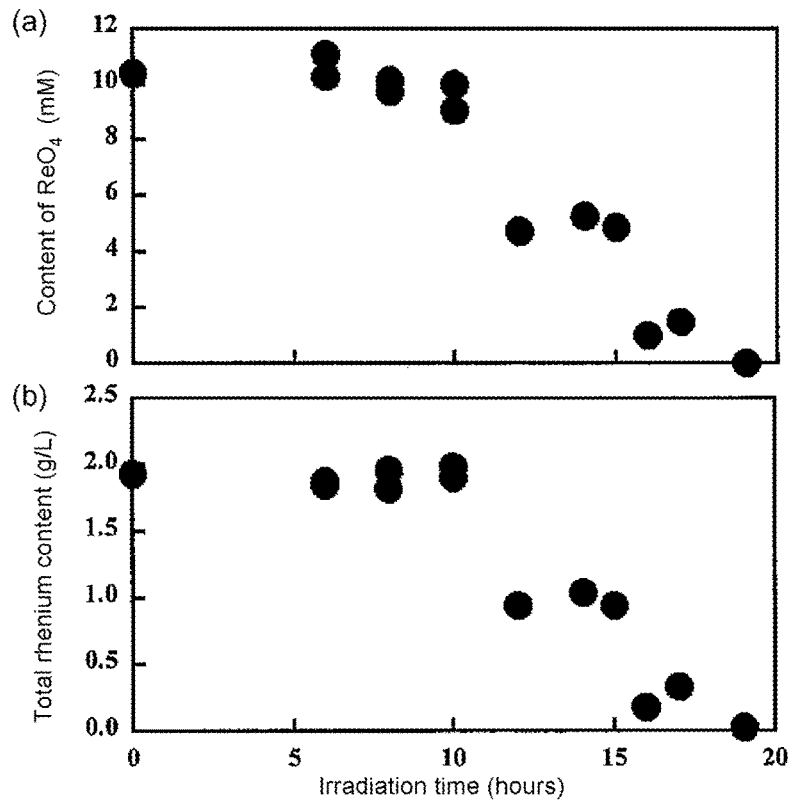 (a)
Content of ReO4 (mM)
12
10
8
6
4
2
0
(b)
Total rhenium content (g/L)
2.5
2.0
1.5
1.0
0.5
0.0
0 5 10 15 20
Irradiation time (hours)